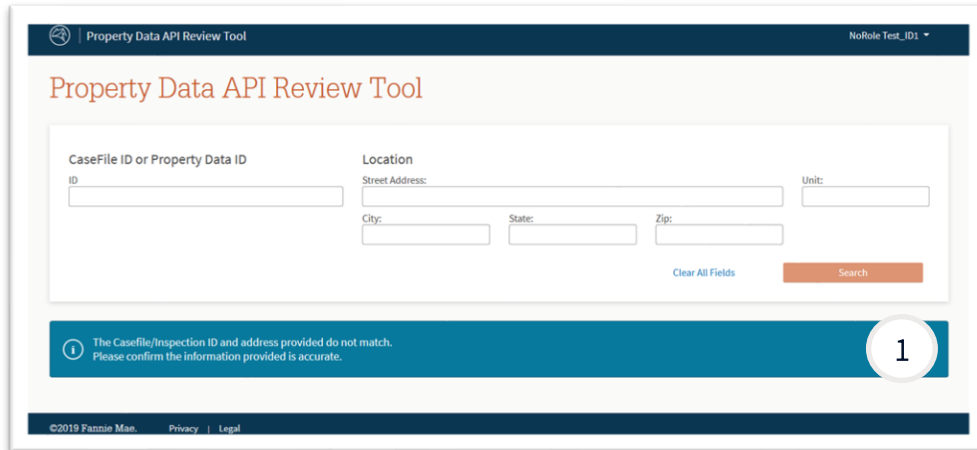 Property Data API Review Tool
NoRole Test_ID1
Property Data API Review Tool
CaseFile ID or Property Data ID
Location
ID
Street Address:
Unit:
City:
State:
Zip:
Clear All Fields
Search
The Casefile/Inspection ID and address provided do not match.
Please confirm the information provided is accurate.
1
©2019 Fannie Mae.
Privacy | Legal